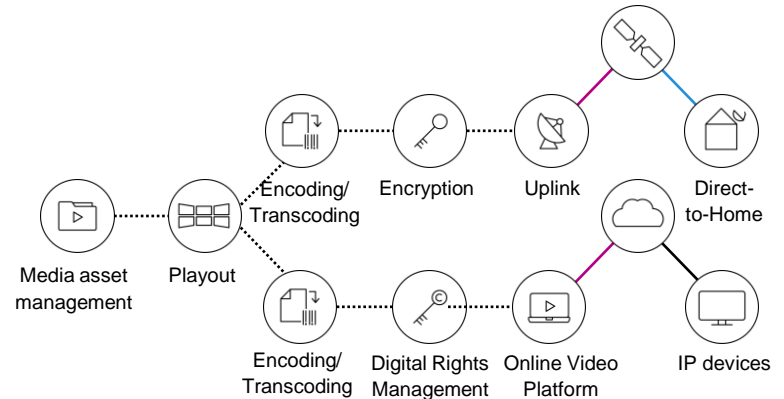 Encoding/
Transcoding
Encryption
Uplink
Direct-
to-Home
Media asset
management
Playout
Encoding/
Transcoding
Digital Rights
Management
C
Online Video
Platform
IP devices